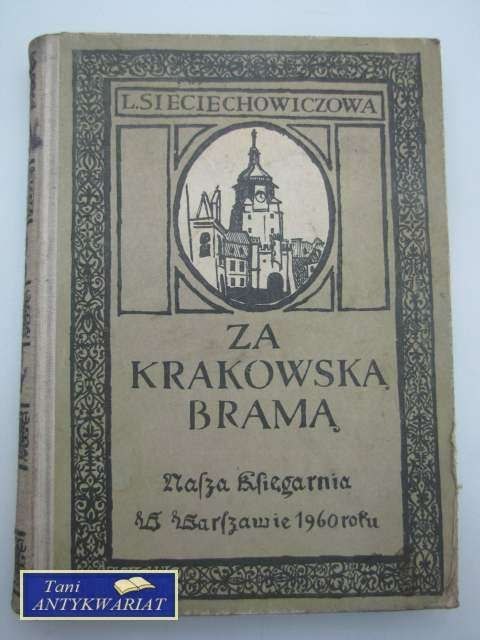 L. SIECIECHOWICZOWA
ZA
KRAKOWSKĄ
BRAMĄ
Nasza Księgarnia
W Warszawie 1960 roku
Tani
ANTYKWARIAT